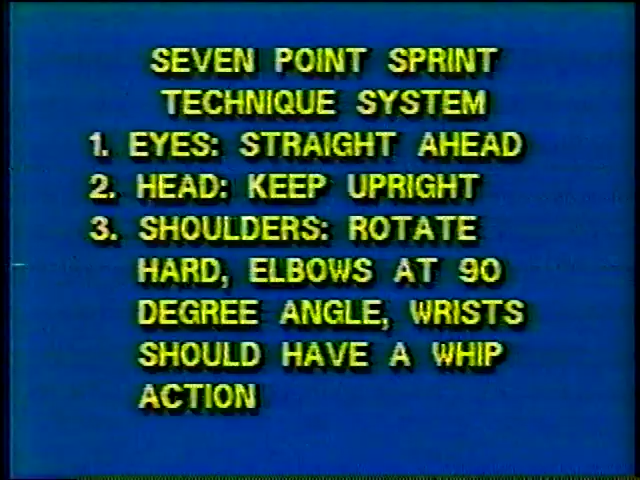 SEVEN POINT SPRINT
TECHNIQUE SYSTEM
1. EYES: STRAIGHT AHEAD
2. HEAD: KEEP UPRIGHT
3. SHOULDERS: ROTATE
HARD, ELBOWS AT 90
DEGREE ANGLE, WRISTS
SHOULD HAVE A WHIP
ACTION